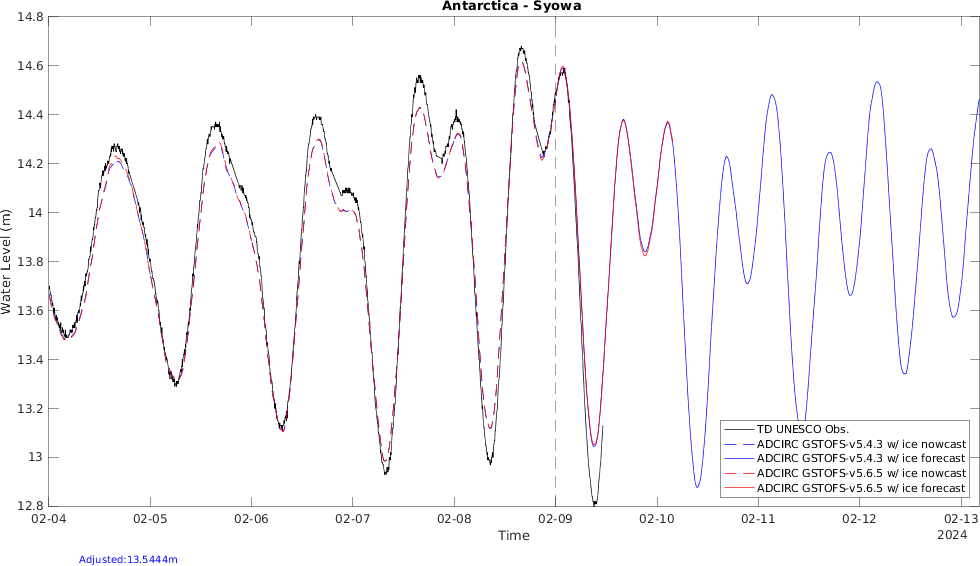 Antarctica - Syowa
Water Level (m)
14.8
14.6
14.4
14.2
14
13.8
13.6
13.4
13.2
13
12.8
TD UNESCO Obs.
ADCIRC GSTOFS-v5.4.3 w/ ice nowcast
ADCIRC GSTOFS-v5.4.3 w/ ice forecast
ADCIRC GSTOFS-v5.6.5 w/ ice nowcast
ADCIRC GSTOFS-v5.6.5 w/ ice forecast
02-04 02-05 02-06 02-07 02-08 02-09 02-10 02-11 02-12 02-13
Time 2024
Adjusted:13.5444m